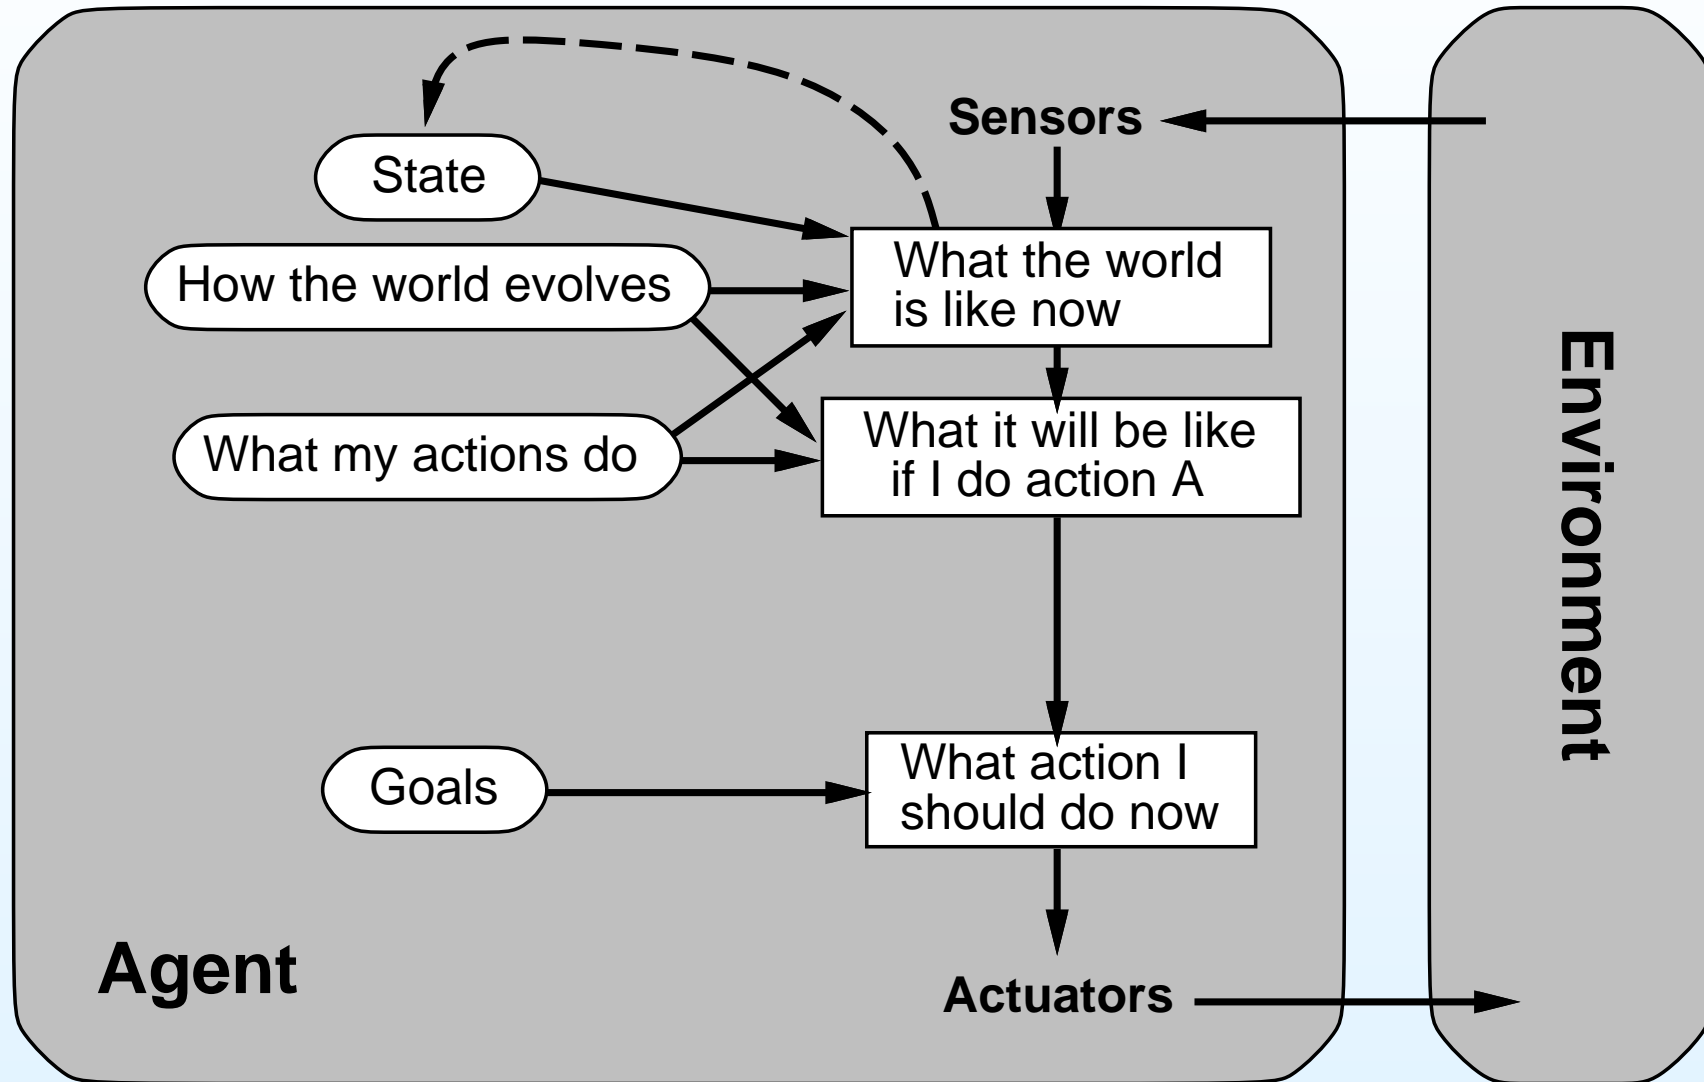 Sensors
State
What the world
is like now
How the world evolves
What it will be like
if I do action A
What my actions do
What action I
should do now
Goals
Agent
Actuators
Environment